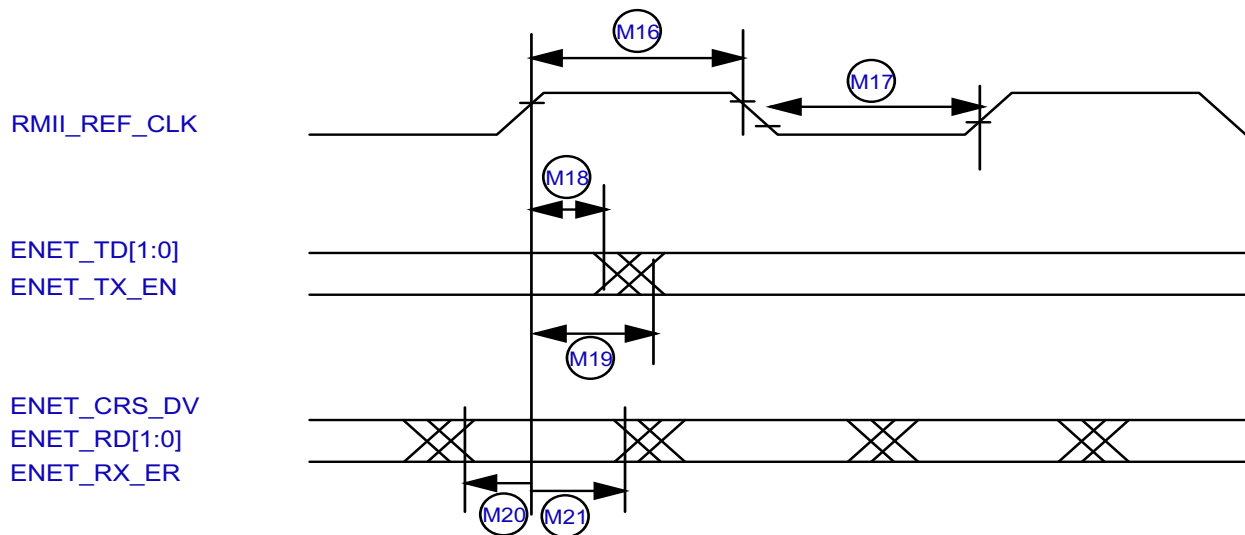 M16
M17
RMII_REF_CLK
M18
ENET_TD[1:0]
ENET_TX_EN
M19
ENET_CRS_DV
ENET_RD[1:0]
ENET_RX_ER
M20
M21